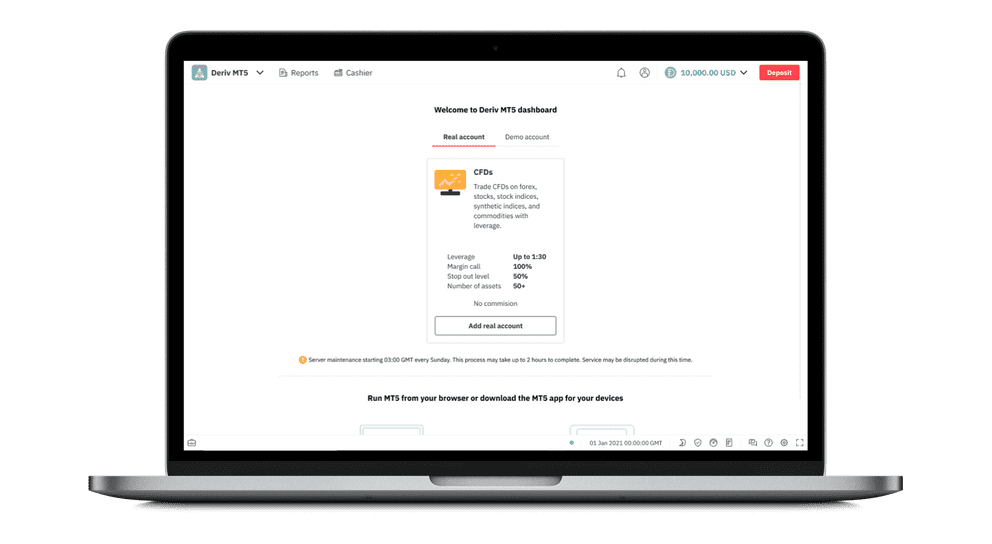 Deriv MT5 Reports Cashier 10,000.00 USD Deposit
Welcome to Deriv MT5 dashboard
Real account Demo account
CFDs
Trade CFDs on forex,
stocks, stock indices,
synthetic indices, and
commodities with
leverage.
Leverage Up to 1:30
Margin call 100%
Stop out level 50%
Number of assets 50+
No commision
Add real account
Server maintenance starting 03:00 GMT every Sunday. This process may take up to 2 hours to complete. Service may be disrupted during this time.
Run MT5 from your browser or download the MT5 app for your devices
01 Jan 2021 00:00:00 GMT